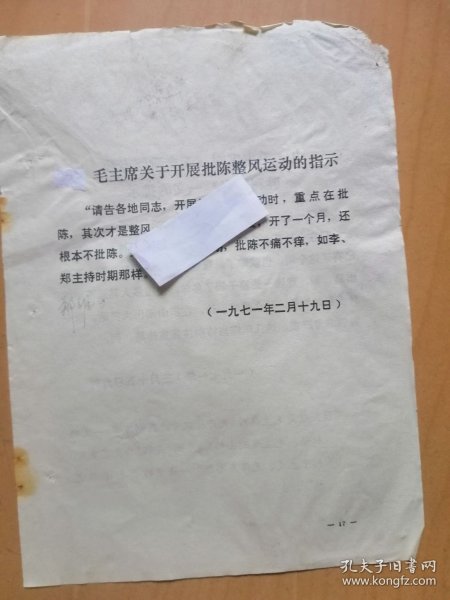 毛主席关于开展批陈整风运动的指示
“请告各地同志，开展 动时，重点在批
陈，其次才是整风。 开了一个月，还
根本不批陈。 批陈不痛不痒，如李、
郑主持时期那样
（一九七一年二月十九日）
孔夫子旧书网
www.kongfz.com